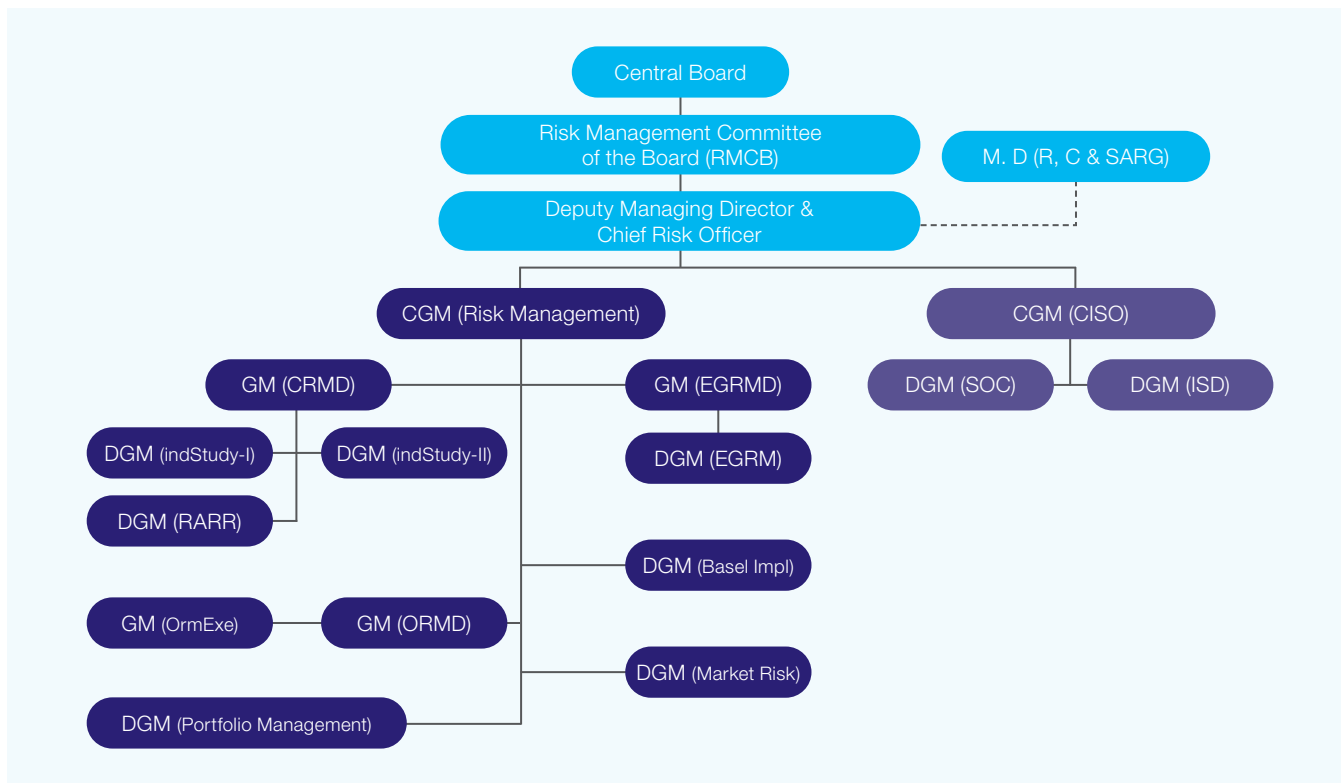 Central Board
Risk Management Committee
of the Board (RMCB)
M. D (R, C & SARG)
Deputy Managing Director &
Chief Risk Officer
CGM (Risk Management)
CGM (CISO)
GM (CRMD)
GM (EGRMD)
DGM (SOC)
DGM (ISD)
DGM (indStudy-I)
DGM (indStudy-II)
DGM (EGRM)
DGM (RARR)
DGM (Basel Impl)
GM (OrmExe)
GM (ORMD)
DGM (Market Risk)
DGM (Portfolio Management)